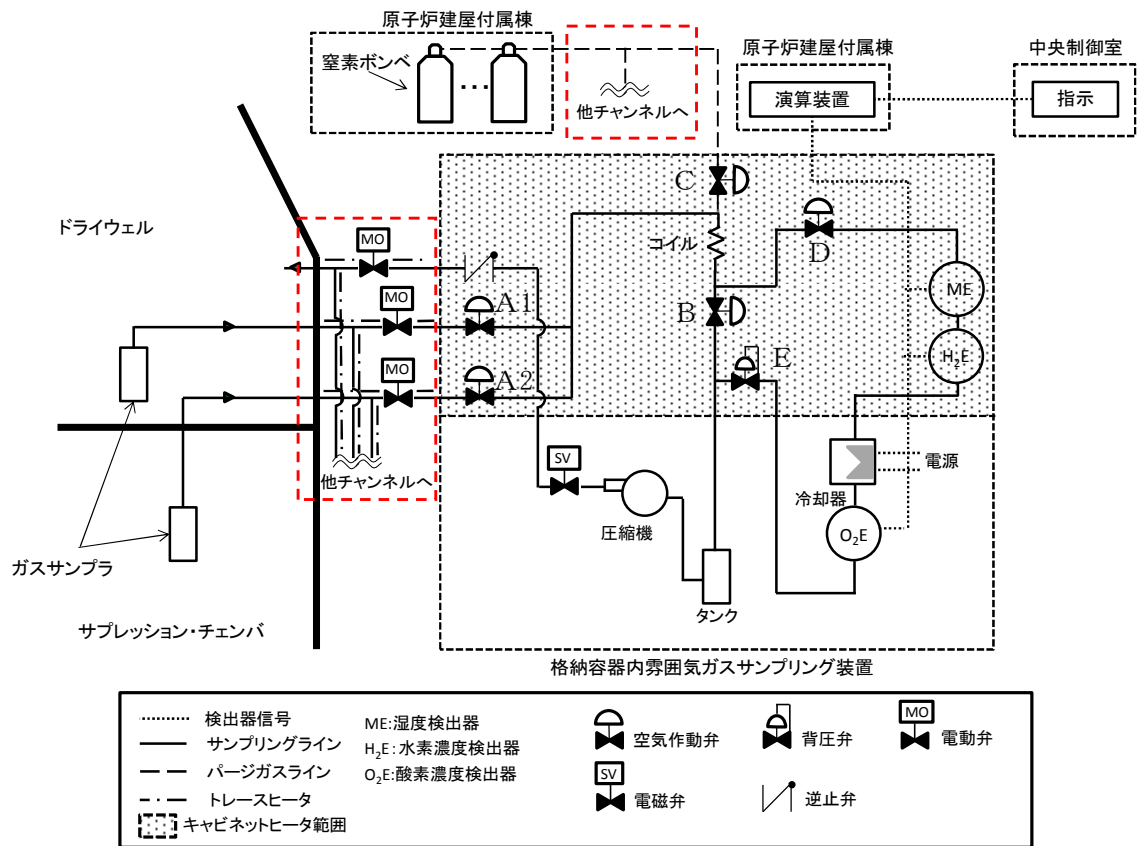 原子炉建屋付属棟
窒素ボンベ
他チャンネルへ
原子炉建屋付属棟
演算装置
中央制御室
指示
ドライウェル
MO
MO
MO
A1
A2
C
コイル
B
D
E
ME
H₂E
電源
冷却器
O₂E
SV
圧縮機
タンク
他チャンネルへ
ガスサンプラ
サプレッション・チェンバ
格納容器内雰囲気ガスサンプリング装置
検出器信号
サンプリングライン
パージガスライン
トレースヒータ
キャビネットヒータ範囲
ME:湿度検出器
H₂E:水素濃度検出器
O₂E:酸素濃度検出器
空気作動弁
背圧弁
MO
電動弁
SV
電磁弁
逆止弁